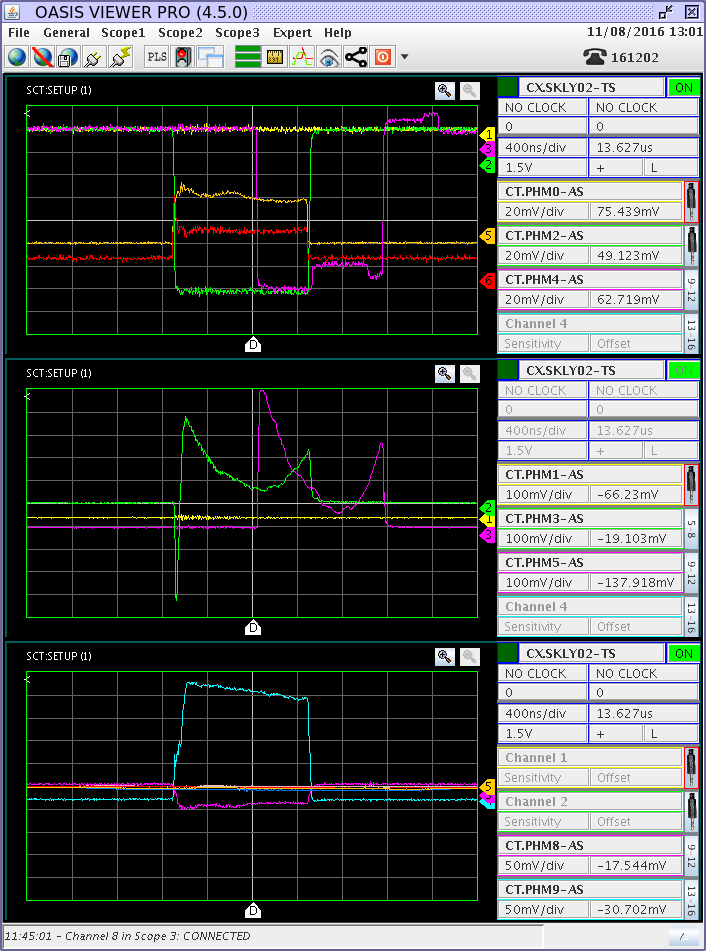 OASIS VIEWER PRO (4.5.0)
File General Scope1 Scope2 Scope3 Expert Help 11/08/2016 13:01
PLS 161202
SCT:SETUP (1)
<
1
3
2
5
6
D
CX.SKLY02-TS ON
NO CLOCK NO CLOCK
0 0
400ns/div 13.627us
1.5V + L
CT.PHM0-AS
20mV/div 75.439mV
CT.PHM2-AS
20mV/div 49.123mV
CT.PHM4-AS
20mV/div 62.719mV
9-12
Channel 4
Sensitivity Offset
13-16
SCT:SETUP (1)
<
2
1
3
D
CX.SKLY02-TS ON
NO CLOCK NO CLOCK
0 0
400ns/div 13.627us
1.5V + L
CT.PHM1-AS
100mV/div -66.23mV
CT.PHM3-AS
100mV/div -19.103mV
5-8
CT.PHM5-AS
100mV/div -137.918mV
9-12
Channel 4
Sensitivity Offset
13-16
SCT:SETUP (1)
<
5
D
CX.SKLY02-TS ON
NO CLOCK NO CLOCK
0 0
400ns/div 13.627us
1.5V + L
Channel 1
Sensitivity Offset
Channel 2
Sensitivity Offset
CT.PHM8-AS
50mV/div -17.544mV
9-12
CT.PHM9-AS
50mV/div -30.702mV
13-16
11:45:01 - Channel 8 in Scope 3: CONNECTED